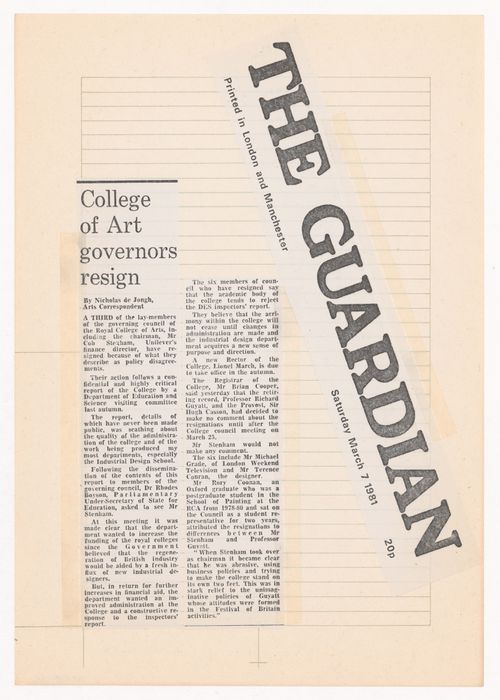 THE GUARDIAN
Printed in London and Manchester
Saturday March 7 1981
20p
College
of Art
governors
resign
By Nicholas de Jongh,
Arts Correspondent
A THIRD of the lay-members
of the governing council of
the Royal College of Arts, in-
cluding the chairman, Mr
Cob Stenham, Unilever's
finance director, have re-
signed because of what they
describe as policy disagree-
ments.
Their action follows a con-
fidential and highly critical
report of the College by a
Department of Education and
Science visiting committee
last autumn.
The report, details of
which have never been made
public, was scathing about
the quality of the administra-
tion of the college and of the
work being produced my
most departments, especially
the Industrial Design School.
Following the dissemina-
tion of the contents of this
report to members of the
governing council, Dr Rhodes
Boyson, Parliamentary
Under-Secretary of State for
Education, asked to see Mr
Stenham.
At this meeting it was
made clear that the depart-
ment wanted to increase the
funding of the royal colleges
since the Government
believed that the regene-
ration of British industry
would be aided by a fresh in-
flux of new industrial de-
signers.
But, in return for further
increases in financial aid, the
department wanted an im-
proved administration at the
College and a constructive re-
sponse to the inspectors'
report.
The six members of coun-
cil who have resigned say
that the academic body of
the college tends to reject
the DES inspectors' report.
They believe that the acri-
mony within the college will
not cease until changes in
administration are made and
the industrial design depart-
ment acquires a new sense of
purpose and direction.
A new Rector of the
College, Lionel March, is due
to take office in the autumn.
The Registrar of the
College, Mr Brian Cooper,
said yesterday that the retir-
ing record, Professor Richard
Guyatt, and the Provost, Sir
Hugh Casson, had decided to
make no comment about the
resignations until after the
College council meeting on
March 25.
Mr Stenham would not
make any comment.
The six include Mr Michael
Grade, of London Weekend
Television and Mr Terence
Conran, the designer.
Mr Rory Coonan, an
Oxford graduate who was a
postgraduate student in the
School of Painting at the
RCA from 1978-80 and sat on
the Council as a student re-
presentative for two years,
attributed the resignations to
differences between Mr
Stenham and Professor
Guyatt.
"When Stenham took over
as chairman it became clear
that he was abrasive, using
business policies and trying
to make the college stand on
its own two feet. This was in
stark relief to the unimag-
inative policies of Guyatt
whose attitudes were formed
in the Festival of Britain
activities."